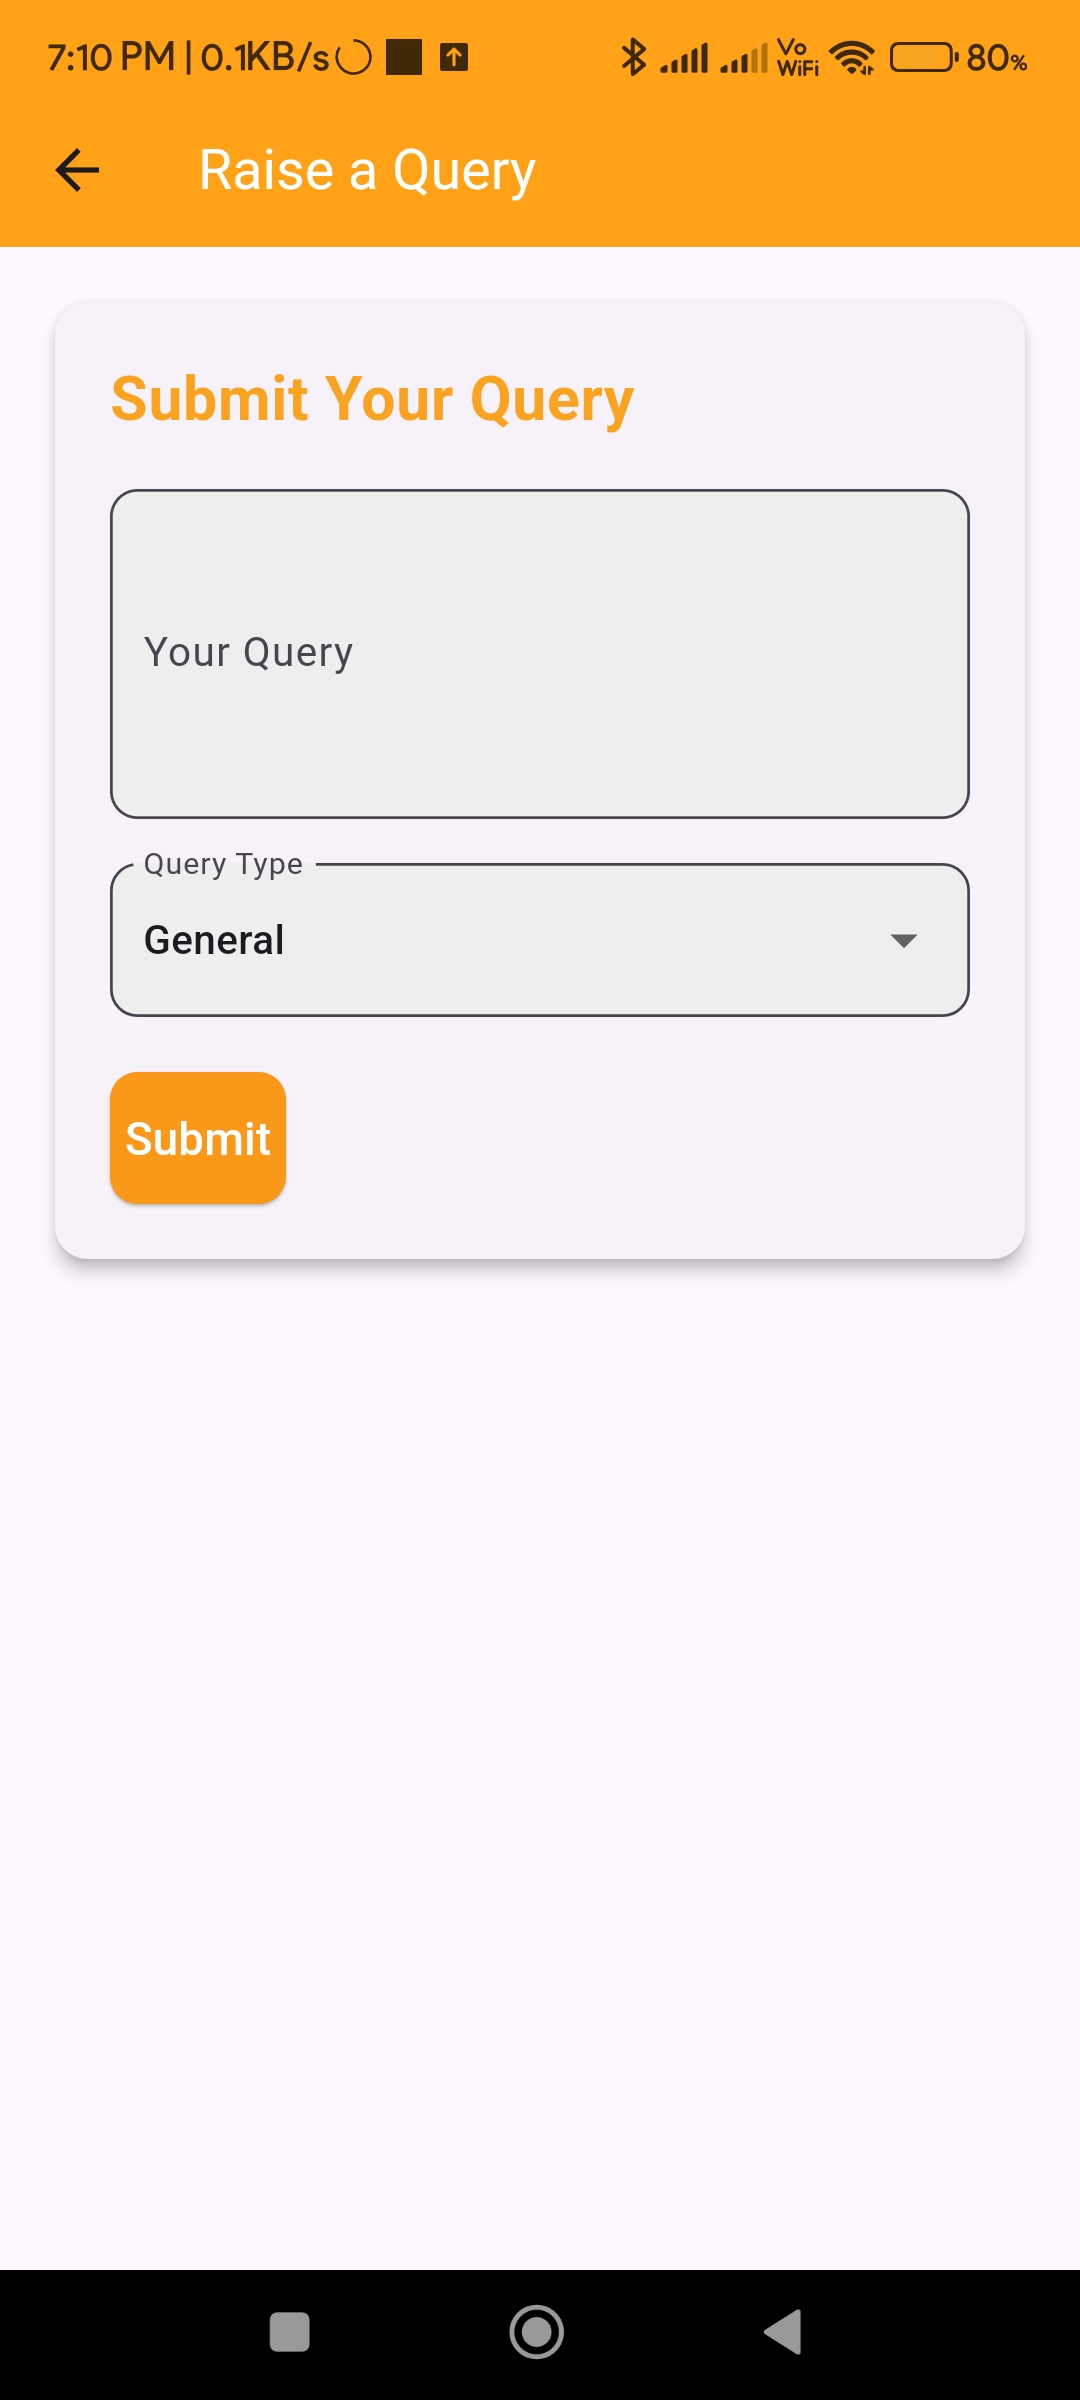 7:10 PM | 0.1KB/s Vo WiFi 80%
Raise a Query
Submit Your Query
Your Query
Query Type
General
Submit